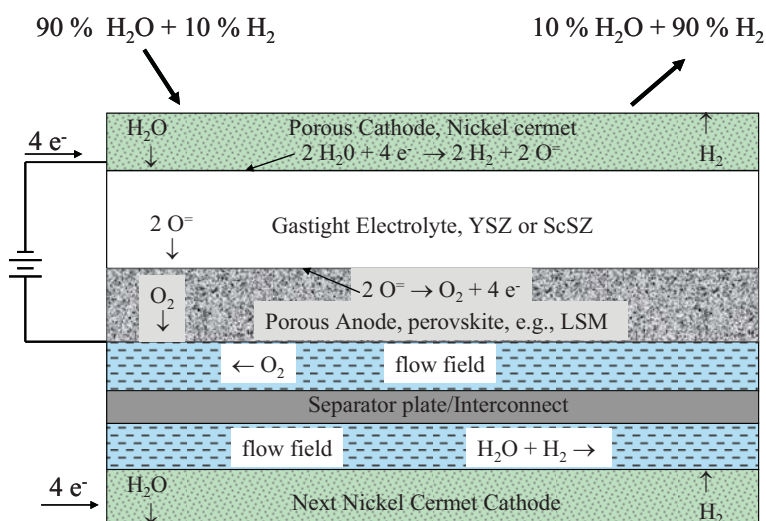 90 % H₂O + 10 % H₂
10 % H₂O + 90 % H₂
4 e⁻
H₂O
↓
Porous Cathode, Nickel cermet
2 H₂0 + 4 e⁻ → 2 H₂ + 2 O⁼
↑
H₂
2 O⁼
↓
Gastight Electrolyte, YSZ or ScSZ
2 O⁼ → O₂ + 4 e⁻
O₂
↓
Porous Anode, perovskite, e.g., LSM
← O₂
flow field
Separator plate/Interconnect
flow field
H₂O + H₂ →
4 e⁻
H₂O
↓
Next Nickel Cermet Cathode
↑
H₂